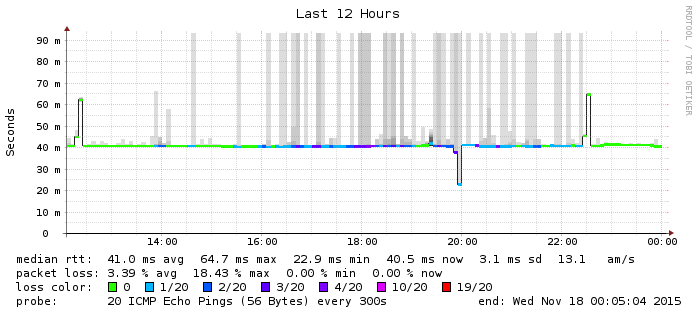 Last 12 Hours
RRDTOOL / TOBI OETIKER
Seconds
90 m
80 m
70 m
60 m
50 m
40 m
30 m
20 m
10 m
0
14:00 16:00 18:00 20:00 22:00 00:00
median rtt: 41.0 ms avg 64.7 ms max 22.9 ms min 40.5 ms now 3.1 ms sd 13.1 am/s
packet loss: 3.39 % avg 18.43 % max 0.00 % min 0.00 % now
loss color: 0 1/20 2/20 3/20 4/20 10/20 19/20
probe: 20 ICMP Echo Pings (56 Bytes) every 300s end: Wed Nov 18 00:05:04 2015